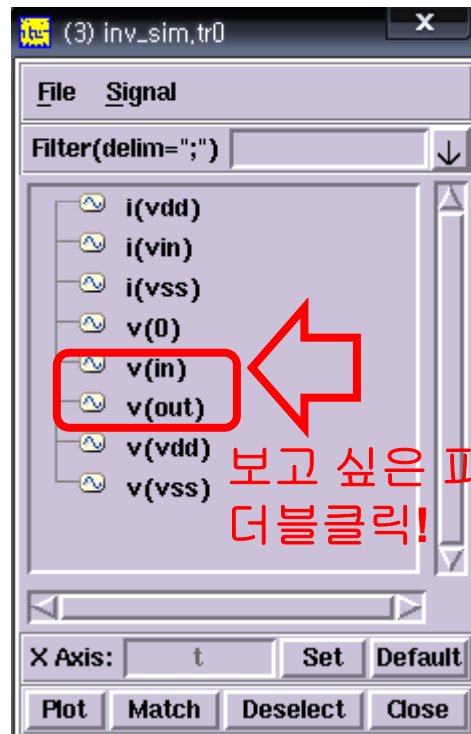 (3) inv_sim,tr0
X
File Signal
Filter(delim=";")
i(vdd)
i(vin)
i(vss)
v(0)
v(in)
v(out)
v(vdd)
v(vss)
보고 싶은
더블클릭!
X Axis: t Set Default
Plot Match Deselect Close